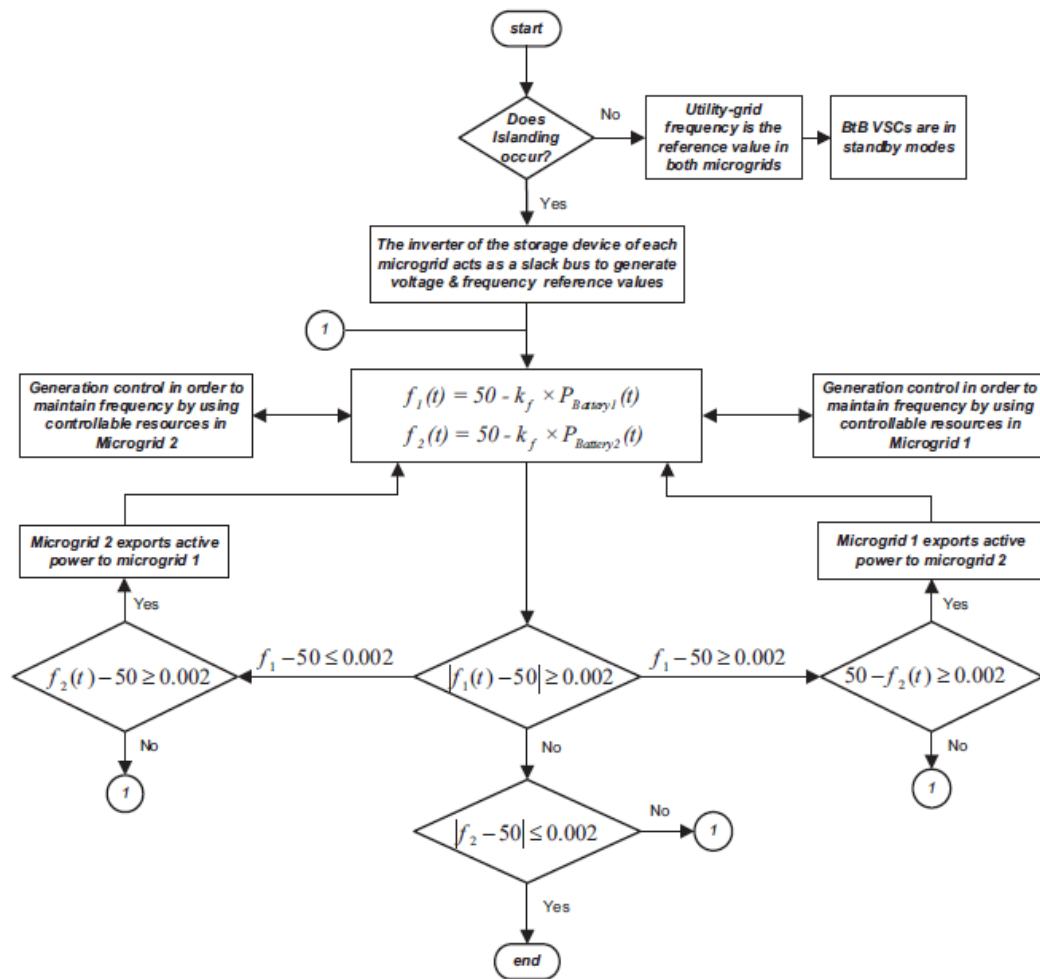 start
Does
Islanding
occur?
No
Utility-grid
frequency is the
reference value in
both microgrids
BtB VSCs are in
standby modes
Yes
The inverter of the storage device of each
microgrid acts as a slack bus to generate
voltage & frequency reference values
1
Generation control in order to
maintain frequency by using
controllable resources in
Microgrid 2
f₁(t) = 50 - k_f × P_Battery1(t)
f₂(t) = 50 - k_f × P_Battery2(t)
Generation control in order to
maintain frequency by using
controllable resources in
Microgrid 1
Microgrid 2 exports active
power to microgrid 1
Microgrid 1 exports active
power to microgrid 2
Yes
Yes
f₂(t) − 50 ≥ 0.002
f₁ − 50 ≤ 0.002
|f₁(t) − 50| ≥ 0.002
f₁ − 50 ≥ 0.002
50 − f₂(t) ≥ 0.002
No
No
No
1
1
|f₂ − 50| ≤ 0.002
No
1
Yes
end